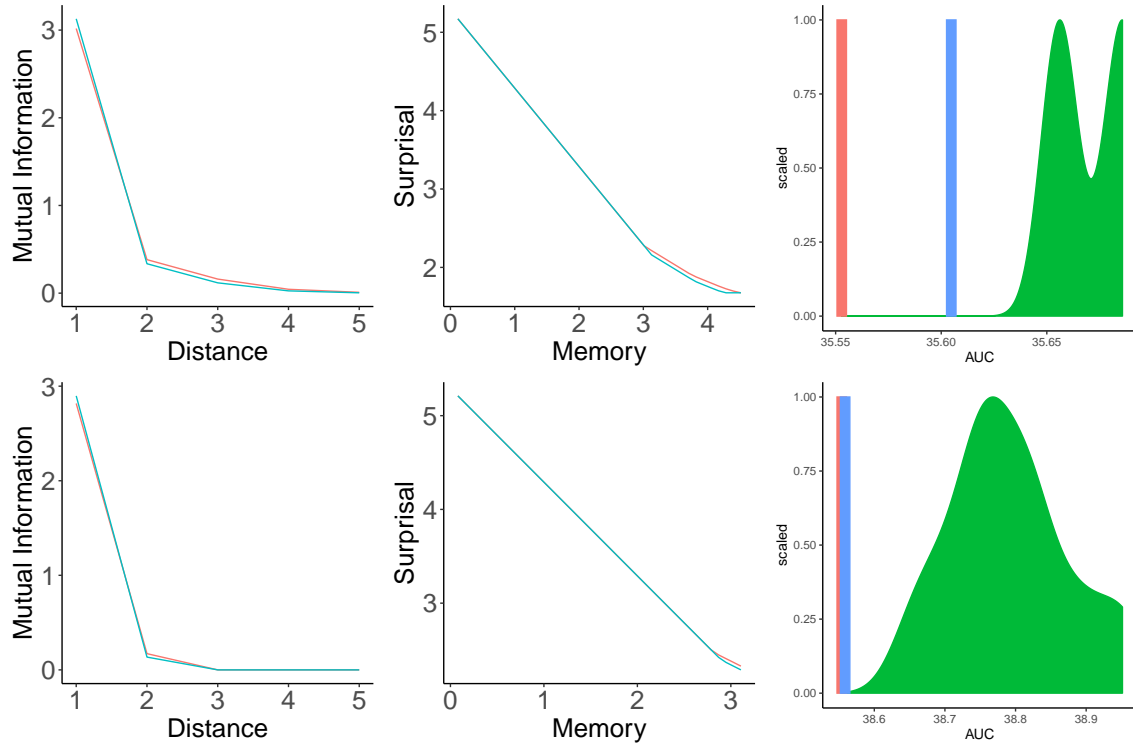 Mutual Information
3
2
1
0
1 2 3 4 5
Distance
Surprisal
5
4
2
0 1 2 3 4
Memory
scaled
1.00
0.75
0.50
0.25
0.00
35.55 35.60 35.65
AUC
Mutual Information
3
2
1
0
1 2 3 4 5
Distance
Surprisal
5
4
3
0 1 2 3
Memory
scaled
1.00
0.75
0.50
0.25
0.00
38.6 38.7 38.8 38.9
AUC